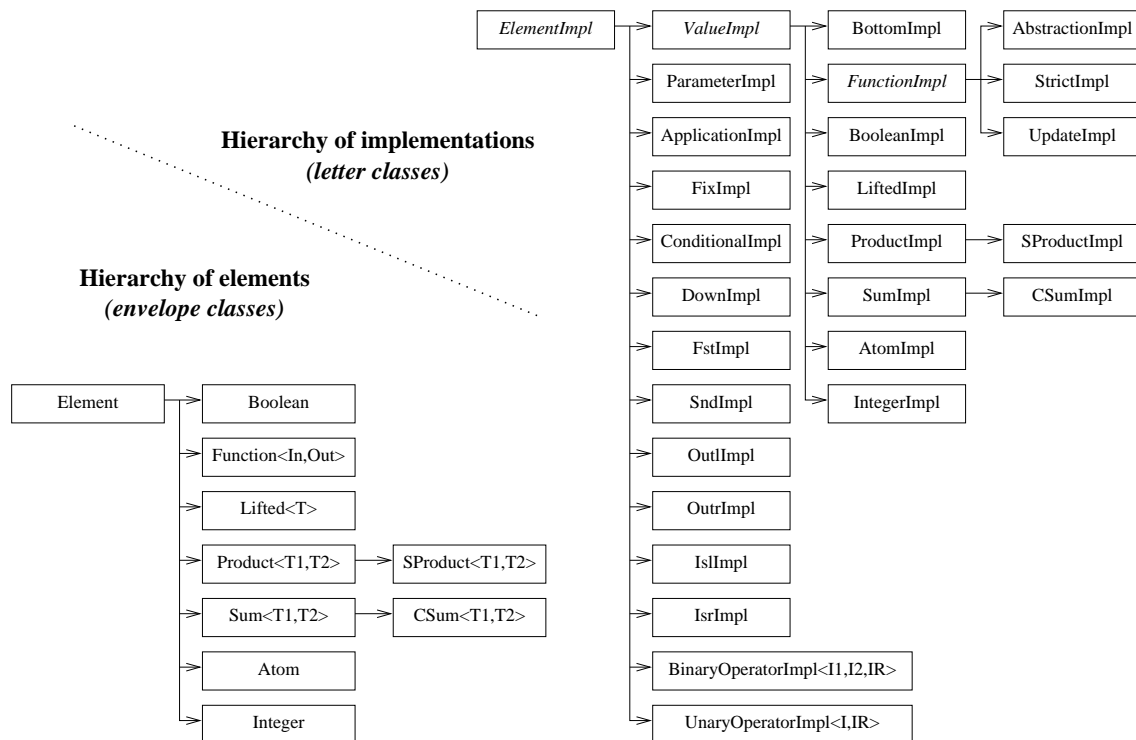 ElementImpl
ValueImpl
BottomImpl
AbstractionImpl
ParameterImpl
FunctionImpl
StrictImpl
Hierarchy of implementations
(letter classes)
ApplicationImpl
BooleanImpl
UpdateImpl
FixImpl
LiftedImpl
ConditionalImpl
ProductImpl
SProductImpl
Hierarchy of elements
(envelope classes)
DownImpl
SumImpl
CSumImpl
FstImpl
AtomImpl
Element
Boolean
SndImpl
IntegerImpl
Function<In,Out>
OutlImpl
Lifted<T>
OutrImpl
Product<T1,T2>
SProduct<T1,T2>
IslImpl
Sum<T1,T2>
CSum<T1,T2>
IsrImpl
Atom
BinaryOperatorImpl<I1,I2,IR>
Integer
UnaryOperatorImpl<I,IR>